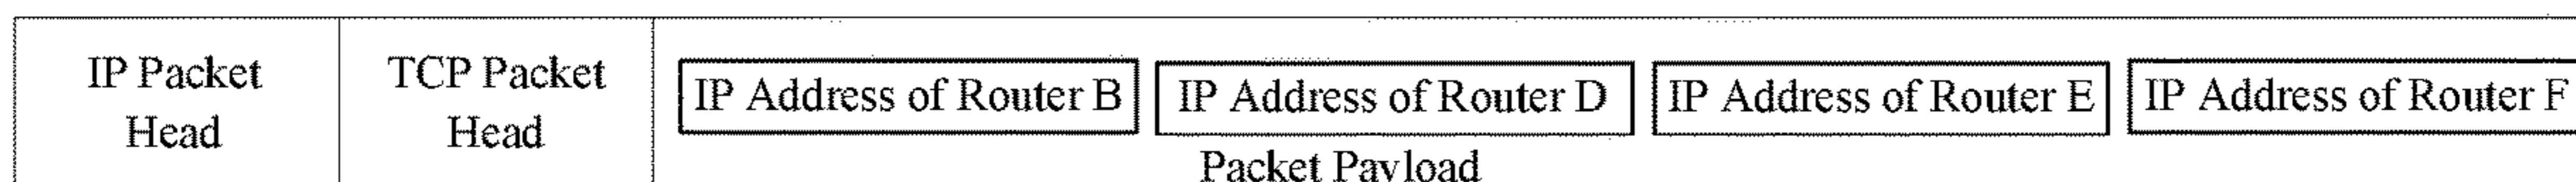 IP Packet
Head
TCP Packet
Head
IP Address of Router B
IP Address of Router D
IP Address of Router E
IP Address of Router F
Packet Payload